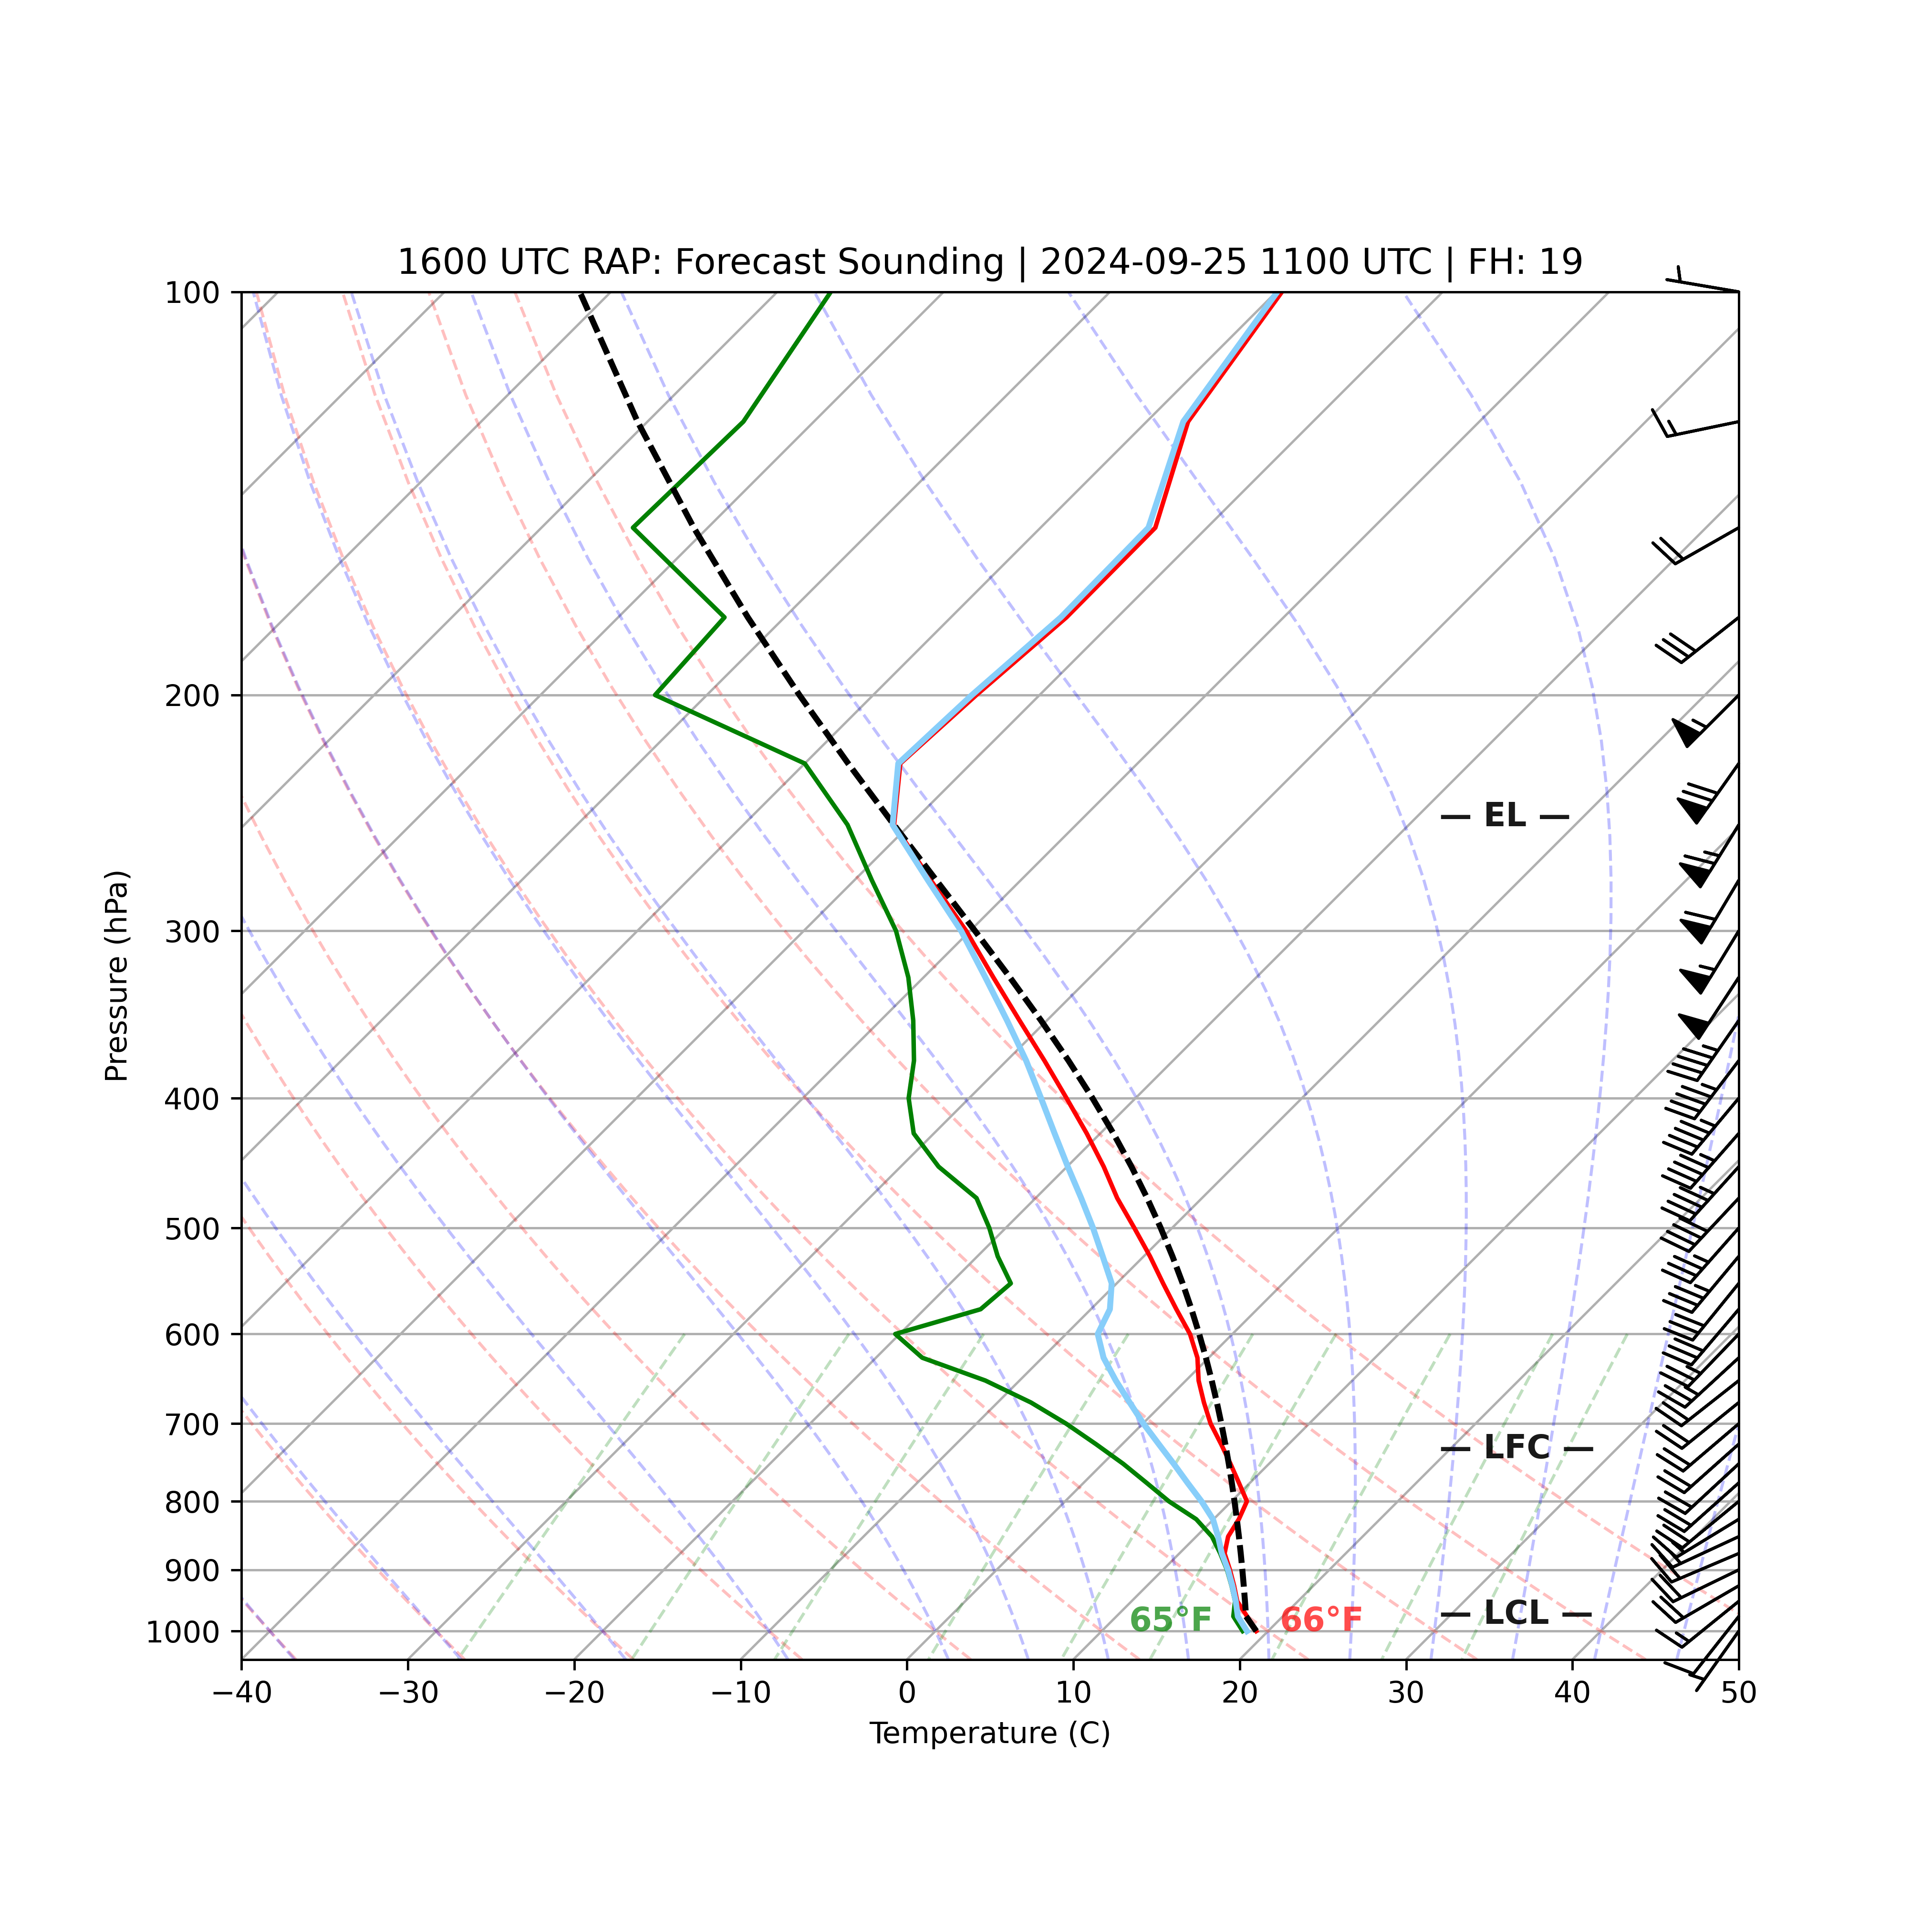 1600 UTC RAP: Forecast Sounding | 2024-09-25 1100 UTC | FH: 19
100
200
— EL —
300
Pressure (hPa)
400
500
600
700
— LFC —
800
900
65°F 66°F — LCL —
1000
−40 −30 −20 −10 0 10 20 30 40 50
Temperature (C)